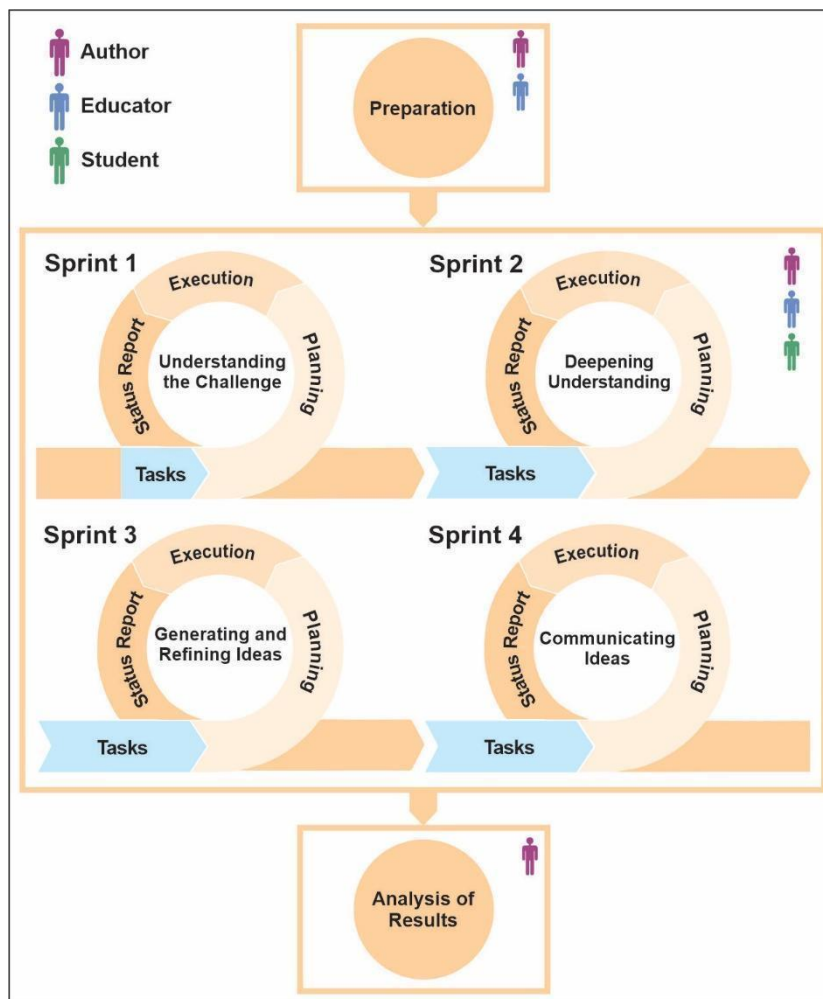 Author
Educator
Student
Preparation
Sprint 1
Execution
Planning
Status Report
Understanding
the Challenge
Tasks
Sprint 2
Execution
Planning
Status Report
Deepening
Understanding
Tasks
Sprint 3
Execution
Planning
Status Report
Generating and
Refining Ideas
Tasks
Sprint 4
Execution
Planning
Status Report
Communicating
Ideas
Tasks
Analysis of
Results